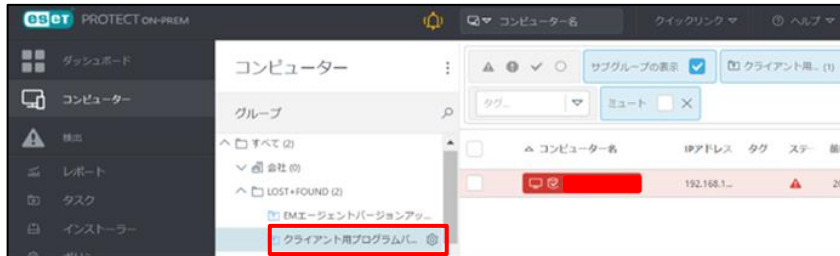 eset PROTECT ON-PREM
コンピューター名
クイックリンク
ヘルプ
ダッシュボード
コンピューター
検出
レポート
タスク
インストーラー
コンピューター
グループ
すべて (2)
会社 (0)
LOST+FOUND (2)
EMエージェントバージョンアッ...
クライアント用プログラムバ...
サブグループの表示
クライアント用... (1)
タグ...
ミュート
コンピューター名 IPアドレス タグ ステー
192.168.1...